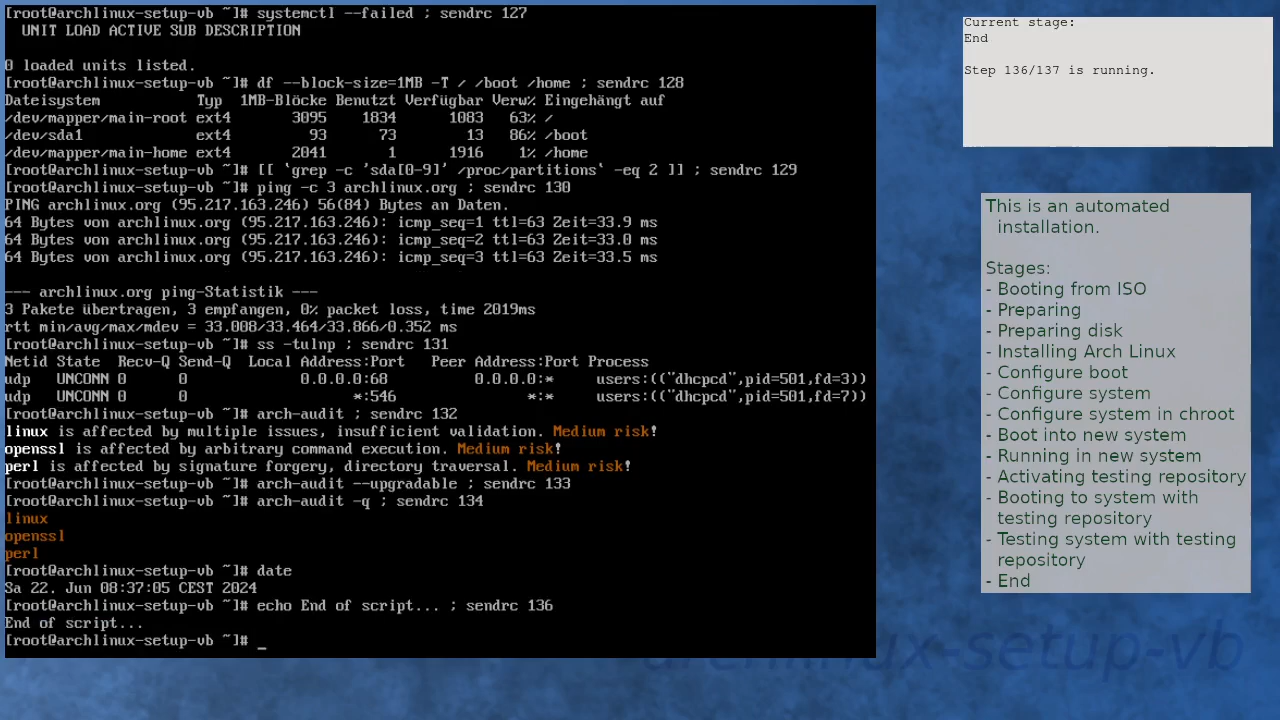 [root@archlinux-setup-vb ~]# systemctl --failed ; sendrc 127
  UNIT LOAD ACTIVE SUB DESCRIPTION
0 loaded units listed.
[root@archlinux-setup-vb ~]# df --block-size=1MB -T / /boot /home ; sendrc 128
Dateisystem           Typ  1MB-Blöcke Benutzt Verfügbar Verw% Eingehängt auf
/dev/mapper/main-root ext4       3095    1834      1083   63% /
/dev/sda1             ext4         93      73        13   86% /boot
/dev/mapper/main-home ext4       2041       1      1916    1% /home
[root@archlinux-setup-vb ~]# [[ `grep -c 'sda[0-9]' /proc/partitions` -eq 2 ]] ; sendrc 129
[root@archlinux-setup-vb ~]# ping -c 3 archlinux.org ; sendrc 130
PING archlinux.org (95.217.163.246) 56(84) Bytes an Daten.
64 Bytes von archlinux.org (95.217.163.246): icmp_seq=1 ttl=63 Zeit=33.9 ms
64 Bytes von archlinux.org (95.217.163.246): icmp_seq=2 ttl=63 Zeit=33.0 ms
64 Bytes von archlinux.org (95.217.163.246): icmp_seq=3 ttl=63 Zeit=33.5 ms
--- archlinux.org ping-Statistik ---
3 Pakete übertragen, 3 empfangen, 0% packet loss, time 2019ms
rtt min/avg/max/mdev = 33.008/33.464/33.866/0.352 ms
[root@archlinux-setup-vb ~]# ss -tulnp ; sendrc 131
Netid State  Recv-Q Send-Q  Local Address:Port   Peer Address:Port Process
udp   UNCONN 0      0             0.0.0.0:68          0.0.0.0:*     users:(("dhcpcd",pid=501,fd=3))
udp   UNCONN 0      0                   *:546               *:*     users:(("dhcpcd",pid=501,fd=7))
[root@archlinux-setup-vb ~]# arch-audit ; sendrc 132
linux is affected by multiple issues, insufficient validation. Medium risk!
openssl is affected by arbitrary command execution. Medium risk!
perl is affected by signature forgery, directory traversal. Medium risk!
[root@archlinux-setup-vb ~]# arch-audit --upgradable ; sendrc 133
[root@archlinux-setup-vb ~]# arch-audit -q ; sendrc 134
linux
openssl
perl
[root@archlinux-setup-vb ~]# date
Sa 22. Jun 08:37:05 CEST 2024
[root@archlinux-setup-vb ~]# echo End of script... ; sendrc 136
End of script...
[root@archlinux-setup-vb ~]# _
Current stage:
End
Step 136/137 is running.
This is an automated
installation.
Stages:
- Booting from ISO
- Preparing
- Preparing disk
- Installing Arch Linux
- Configure boot
- Configure system
- Configure system in chroot
- Boot into new system
- Running in new system
- Activating testing repository
- Booting to system with
testing repository
- Testing system with testing
repository
- End
archlinux-setup-vb